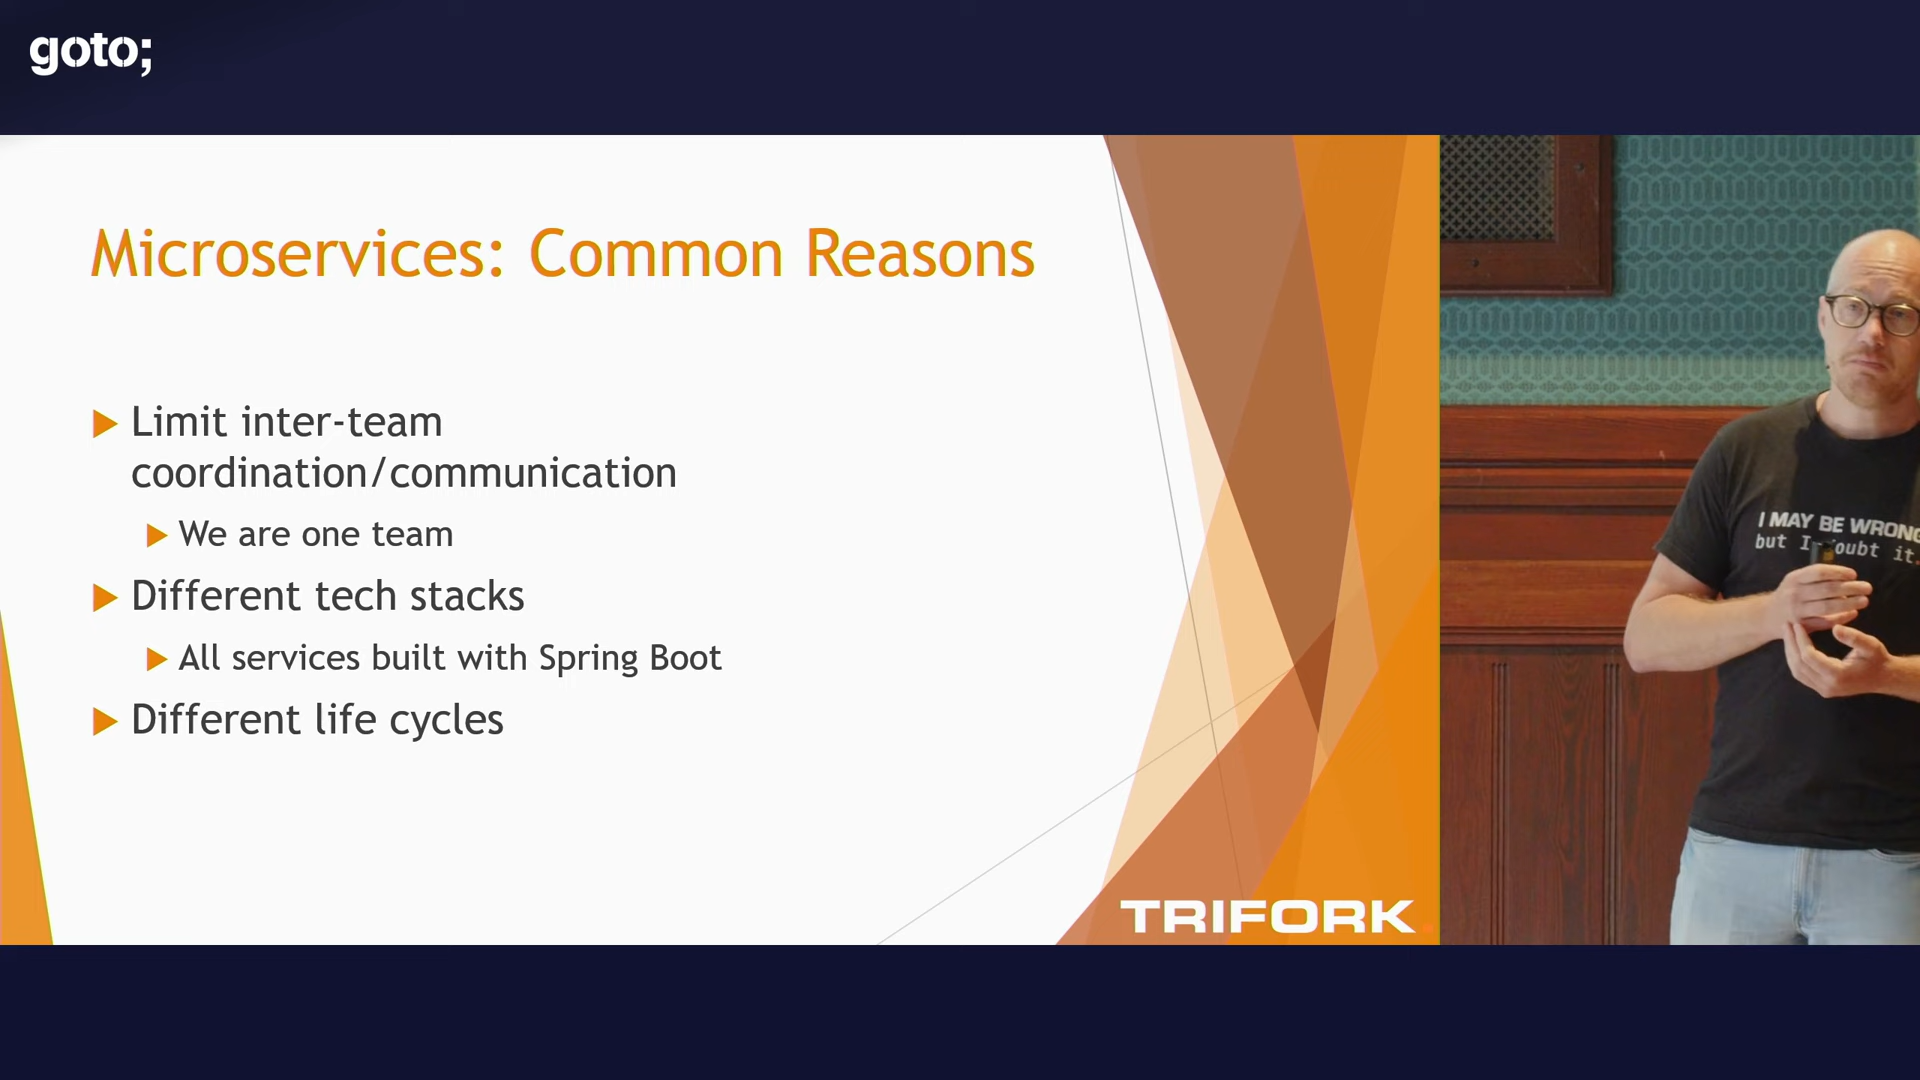 goto;
Microservices: Common Reasons
Limit inter-team
coordination/communication
We are one team
Different tech stacks
All services built with Spring Boot
Different life cycles
TRIFORK.
I MAY BE WRONG
but I doubt it.